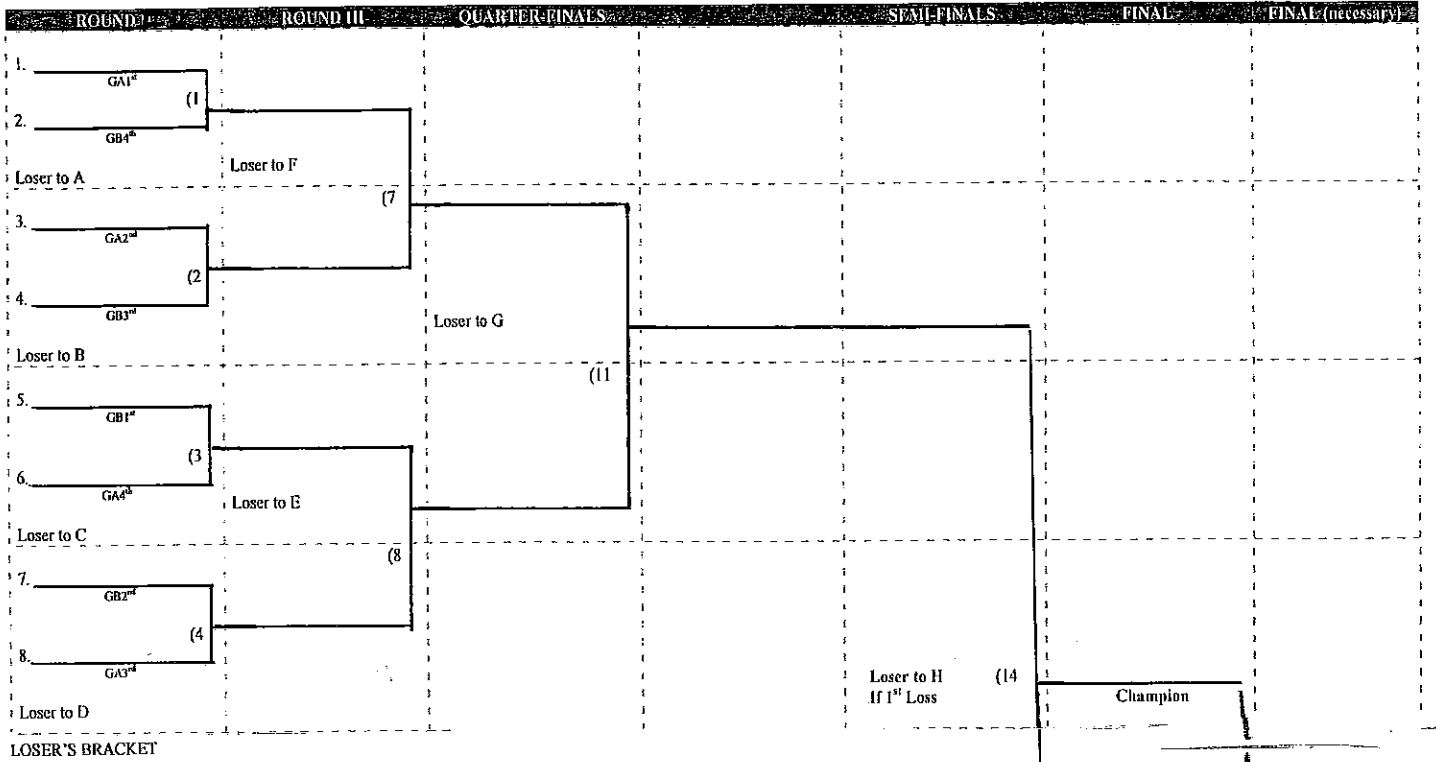 ROUND I
ROUND III
QUARTER-FINALS
SEMI-FINALS
FINAL
FINAL (necessary)
1.
GA1st
(1
2.
GB4th
Loser to F
Loser to A
(7
3.
GA2nd
(2
4.
GB3rd
Loser to G
Loser to B
(11
5.
GB1st
(3
6.
GA4th
Loser to E
Loser to C
(8
7.
GB2nd
(4
8.
GA3rd
Loser to H (14
If 1st Loss
Champion
Loser to D
LOSER'S BRACKET